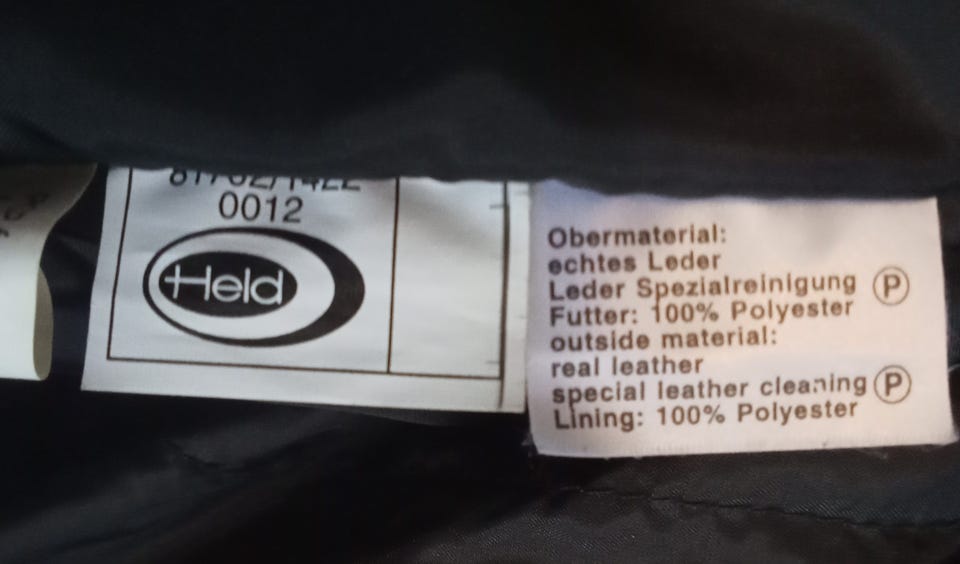 0012
Held
Obermaterial:
echtes Leder
Leder Spezialreinigung P
Futter: 100% Polyester
outside material:
real leather
special leather cleaning P
Lining: 100% Polyester